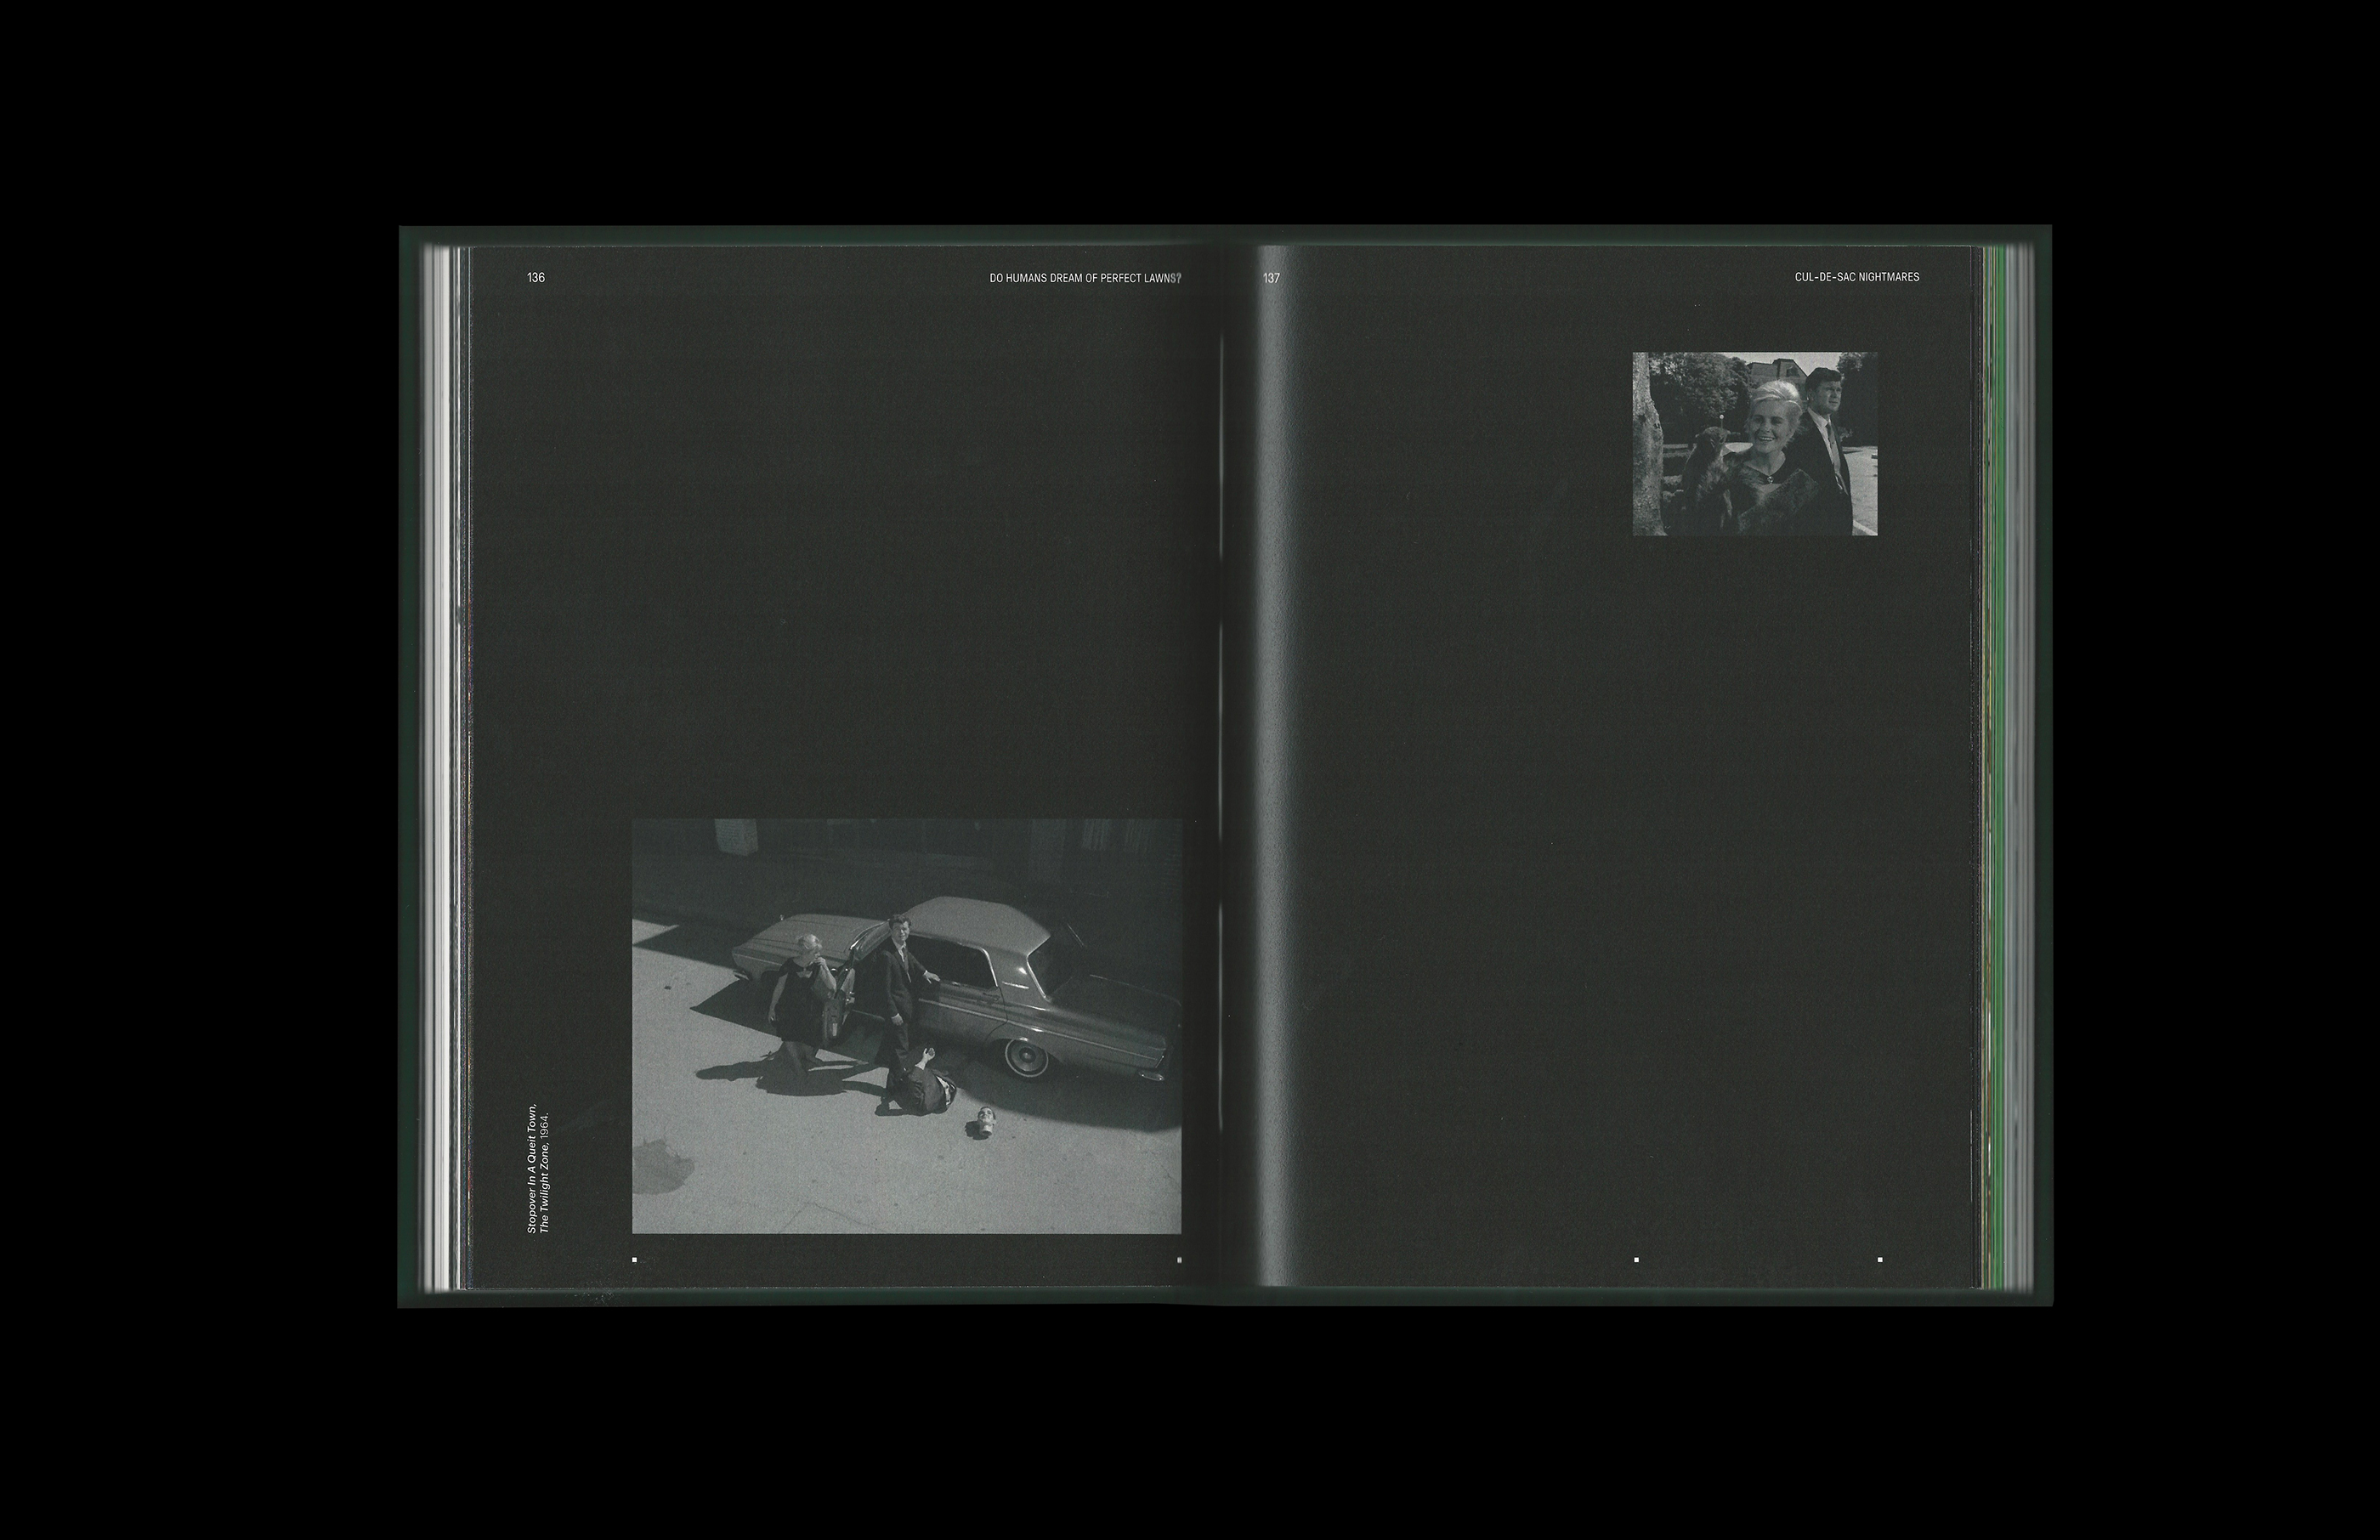 136
DO HUMANS DREAM OF PERFECT LAWNS?
Stopover In A Queit Town,
The Twilight Zone, 1964.
137
CUL-DE-SAC NIGHTMARES